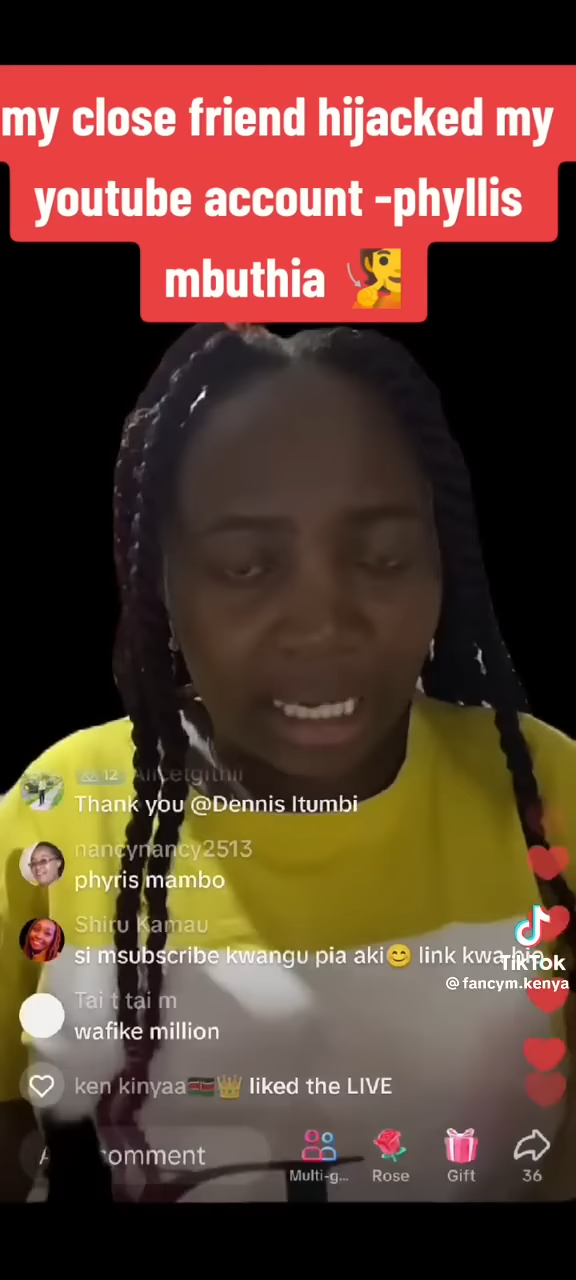 my close friend hijacked my
youtube account -phyllis
mbuthia
12
Thank you @Dennis Itumbi
nancynancy2513
phyris mambo
Shiru Kamau
si msubscribe kwangu pia aki😊 link kwa bio
TikTok
@fancym.kenya
Tai t tai m
wafike million
ken kinyaa🇰🇪👑 liked the LIVE
omment
Multi-g...
Rose
Gift
36